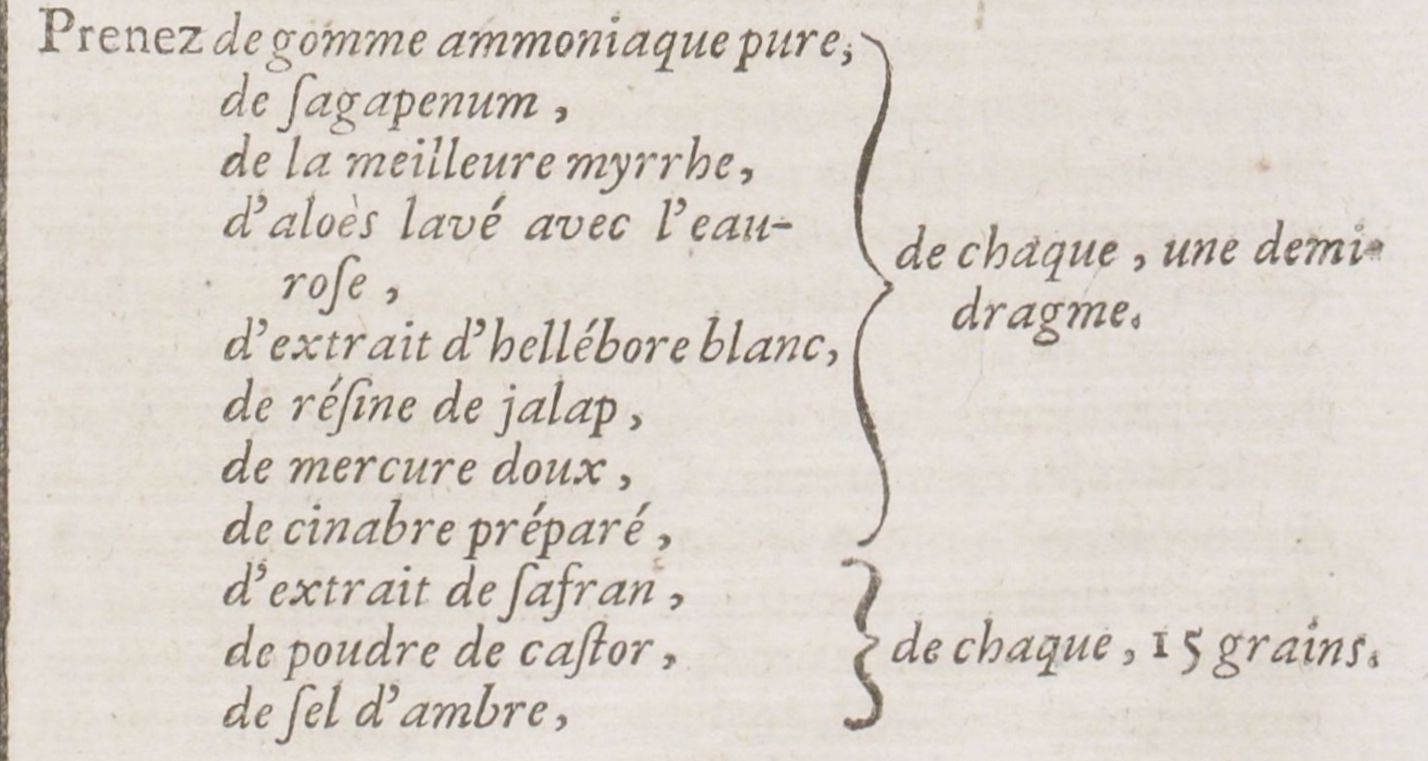 Prenez de gomme ammoniaque pure,
de ſagapenum,
de la meilleure myrrhe,
d'aloès lavé avec l'eau-
roſe,
d'extrait d'hellébore blanc,
de réſine de jalap,
de mercure doux,
de cinabre préparé,
de chaque, une demi-
dragme.
d'extrait de ſafran,
de poudre de caſtor,
de ſel d'ambre,
de chaque, 15 grains.